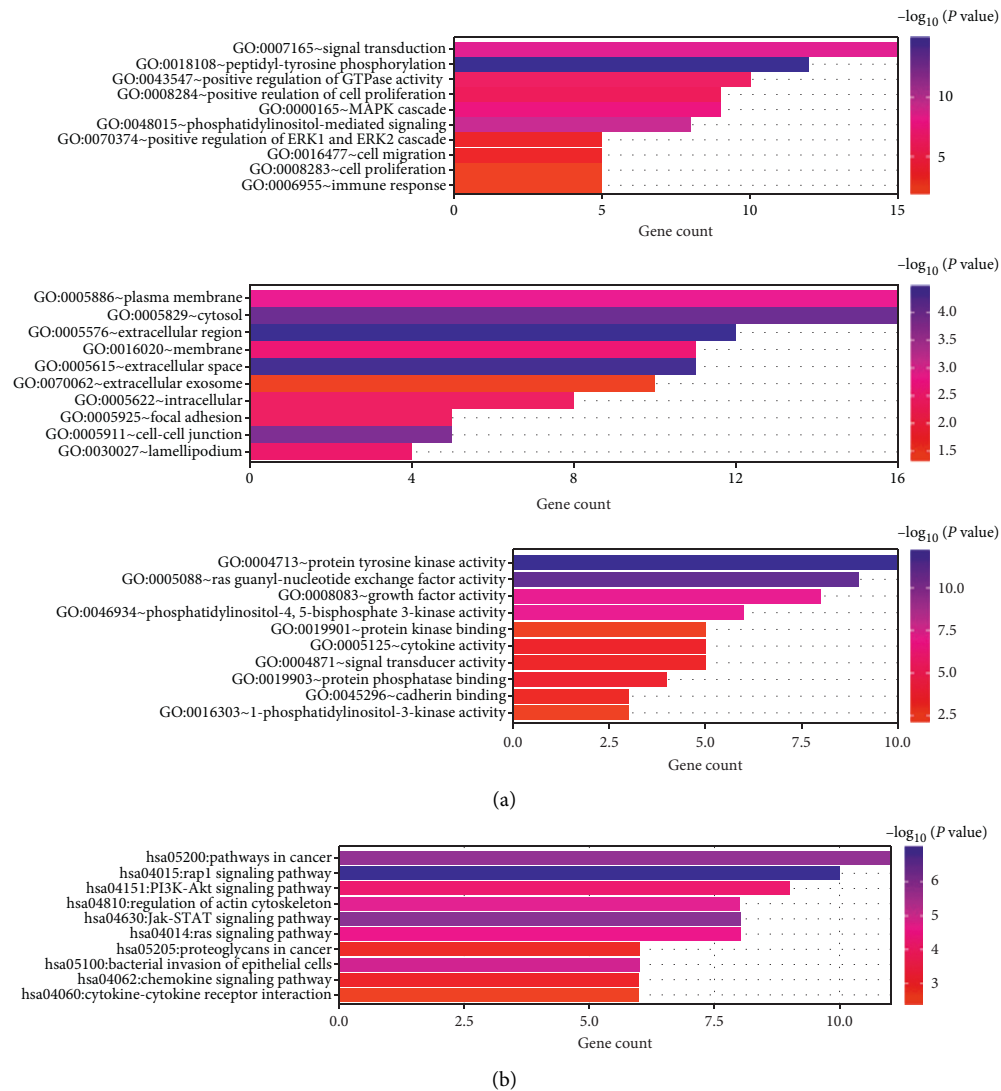 −log10 (P value)
GO:0007165~signal transduction
GO:0018108~peptidyl-tyrosine phosphorylation
GO:0043547~positive regulation of GTPase activity
GO:0008284~positive reulation of cell proliferation
GO:0000165~MAPK cascade
GO:0048015~phosphatidylinositol-mediated signaling
GO:0070374~positive regulation of ERK1 and ERK2 cascade
GO:0016477~cell migration
GO:0008283~cell proliferation
GO:0006955~immune response
10
5
0 5 10 15
Gene count
−log10 (P value)
GO:0005886~plasma membrane
GO:0005829~cytosol
GO:0005576~extracellular region
GO:0016020~membrane
GO:0005615~extracellular space
GO:0070062~extracellular exosome
GO:0005622~intracellular
GO:0005925~focal adhesion
GO:0005911~cell-cell junction
GO:0030027~lamellipodium
4.0
3.5
3.0
2.5
2.0
1.5
0 4 8 12 16
Gene count
−log10 (P value)
GO:0004713~protein tyrosine kinase activity
GO:0005088~ras guanyl-nucleotide exchange factor activity
GO:0008083~growth factor activity
GO:0046934~phosphatidylinositol-4, 5-bisphosphate 3-kinase activity
GO:0019901~protein kinase binding
GO:0005125~cytokine activity
GO:0004871~signal transducer activity
GO:0019903~protein phosphatase binding
GO:0045296~cadherin binding
GO:0016303~1-phosphatidylinositol-3-kinase activity
10.0
7.5
5.0
2.5
0.0 2.5 5.0 7.5 10.0
Gene count
(a)
−log10 (P value)
hsa05200:pathways in cancer
hsa04015:rap1 signaling pathway
hsa04151:PI3K-Akt signaling pathway
hsa04810:regulation of actin cytoskeleton
hsa04630:Jak-STAT signaling pathway
hsa04014:ras signaling pathway
hsa05205:proteoglycans in cancer
hsa05100:bacterial invasion of epithelial cells
hsa04062:chemokine signaling pathway
hsa04060:cytokine-cytokine receptor interaction
6
5
4
3
0.0 2.5 5.0 7.5 10.0
Gene count
(b)